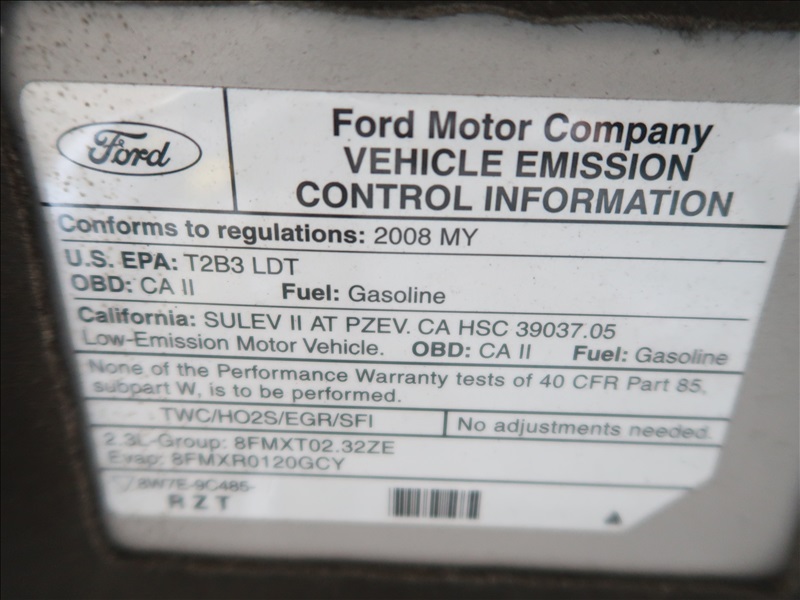 Ford
Ford Motor Company
VEHICLE EMISSION
CONTROL INFORMATION
Conforms to regulations: 2008 MY
U.S. EPA: T2B3 LDT
OBD: CA II Fuel: Gasoline
California: SULEV II AT PZEV. CA HSC 39037.05
Low-Emission Motor Vehicle. OBD: CA II Fuel: Gasoline
None of the Performance Warranty tests of 40 CFR Part 85,
subpart W, is to be performed.
TWC/HO2S/EGR/SFI No adjustments needed.
2.3L-Group: 8FMXT02.32ZE
Evap: 8FMXR0120GCY
8W7E-9C485-
RZT